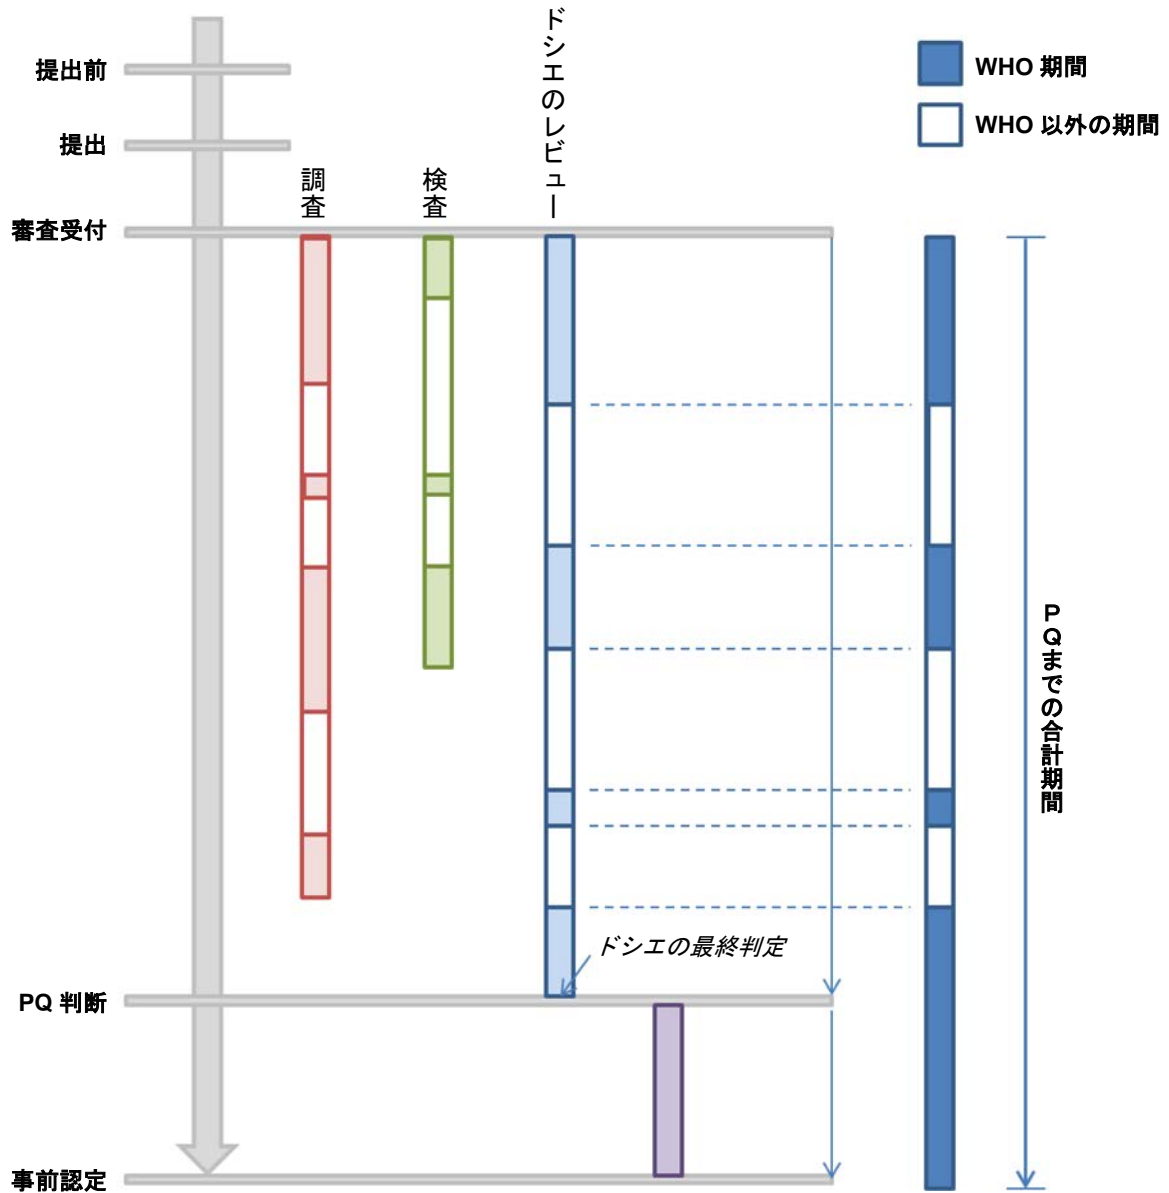 ドシエのレビュー
WHO 期間
WHO 以外の期間
提出前
提出
調査
検査
審査受付
PQまでの合計期間
ドシエの最終判定
PQ 判断
事前認定